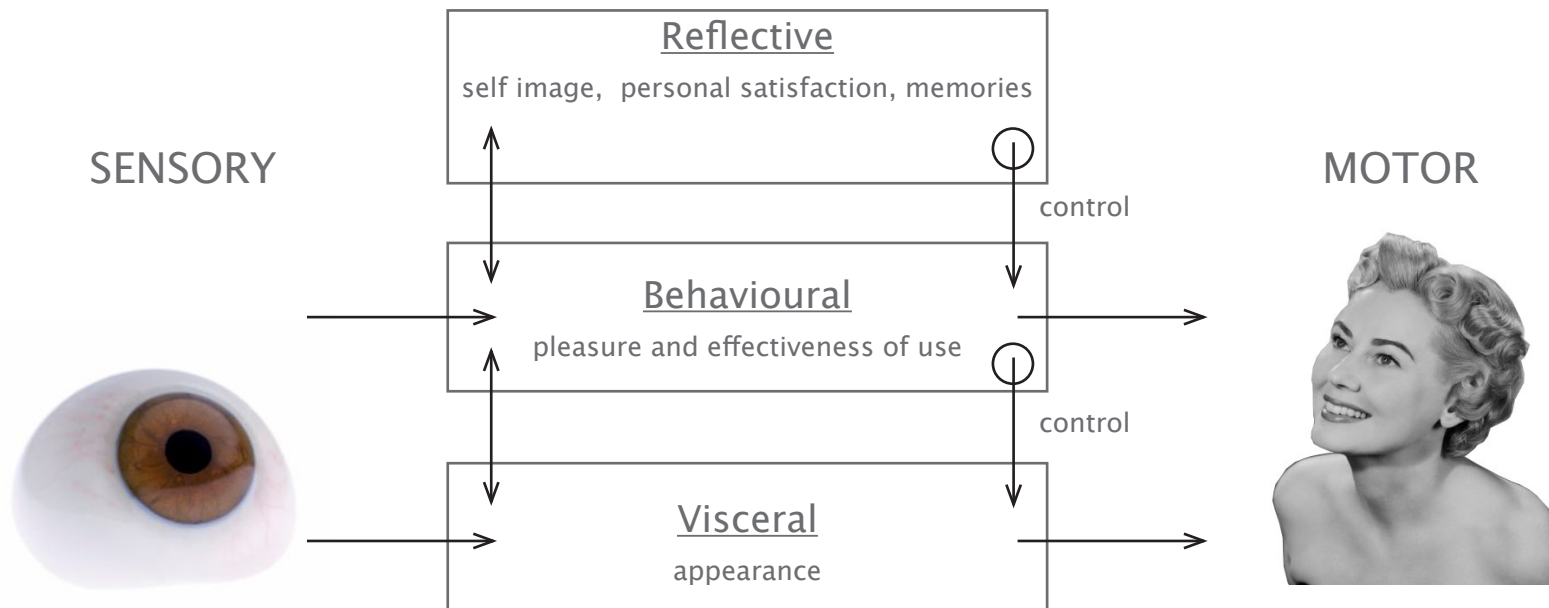 Reflective
self image, personal satisfaction, memories
SENSORY
MOTOR
control
Behavioural
pleasure and effectiveness of use
control
Visceral
appearance